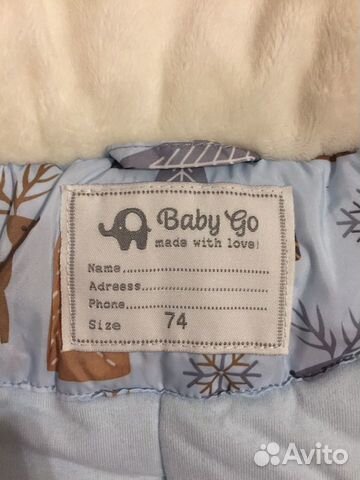 Baby Go
made with love!
Name
Adreess
Phone
Size 74
Avito